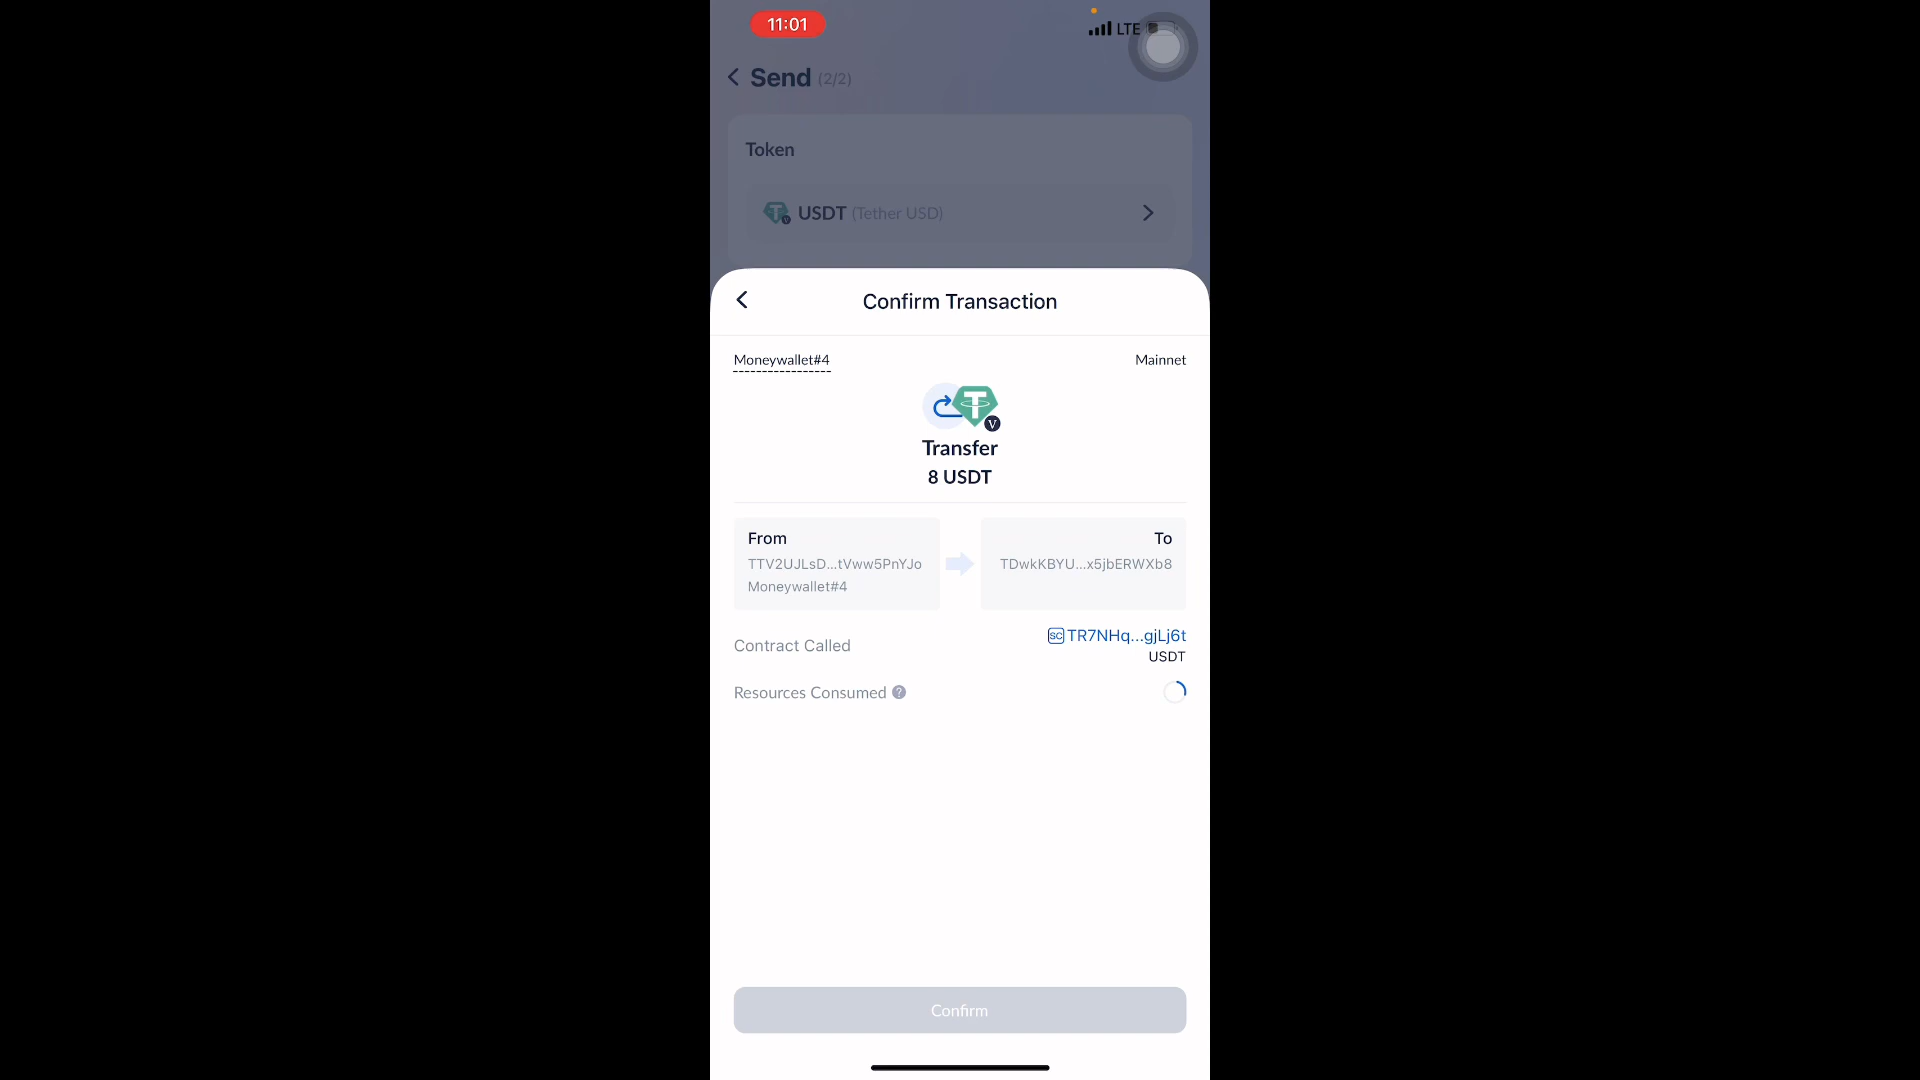 11:01
LTE
Send (2/2)
Token
USDT (Tether USD)
Confirm Transaction
Moneywallet#4
Mainnet
V
Transfer
8 USDT
From
To
TTV2UJLsD...tVww5PnYJo
TDwkKBYU...x5jbERWXb8
Moneywallet#4
Contract Called
SC TR7NHq...gjLj6t
USDT
Resources Consumed ?
Confirm